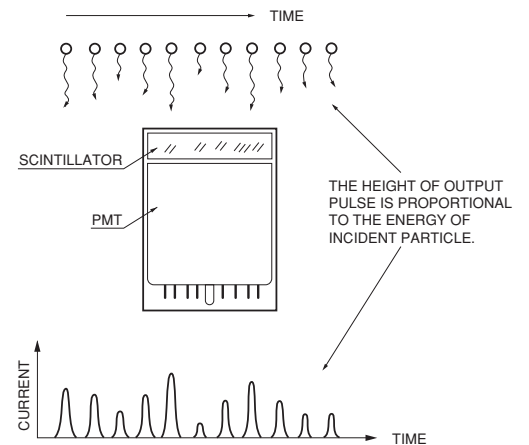 TIME
SCINTILLATOR
PMT
THE HEIGHT OF OUTPUT
PULSE IS PROPORTIONAL
TO THE ENERGY OF
INCIDENT PARTICLE.
CURRENT
TIME